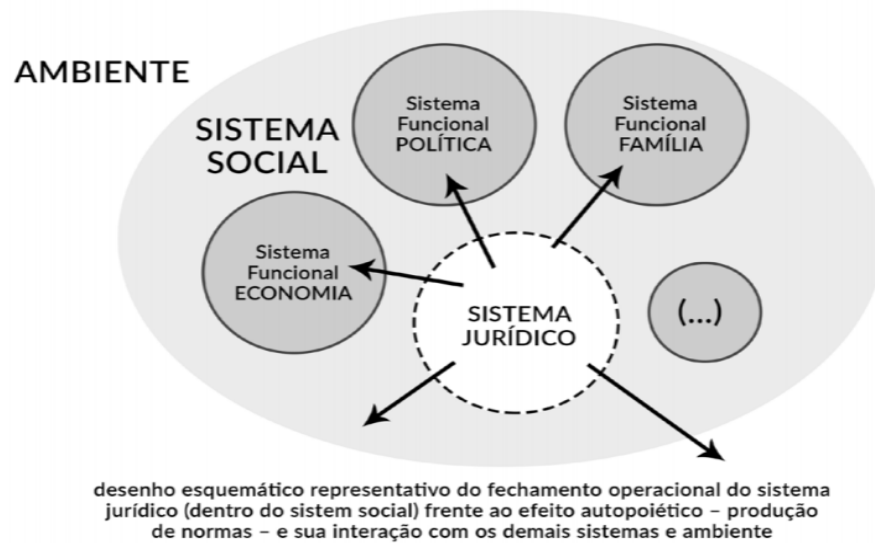 AMBIENTE
SISTEMA
SOCIAL
Sistema
Funcional
POLÍTICA
Sistema
Funcional
FAMÍLIA
Sistema
Funcional
ECONOMIA
SISTEMA
JURÍDICO
(...)
desenho esquemático representativo do fechamento operacional do sistema
jurídico (dentro do sistem social) frente ao efeito autopoiético – produção
de normas – e sua interação com os demais sistemas e ambiente